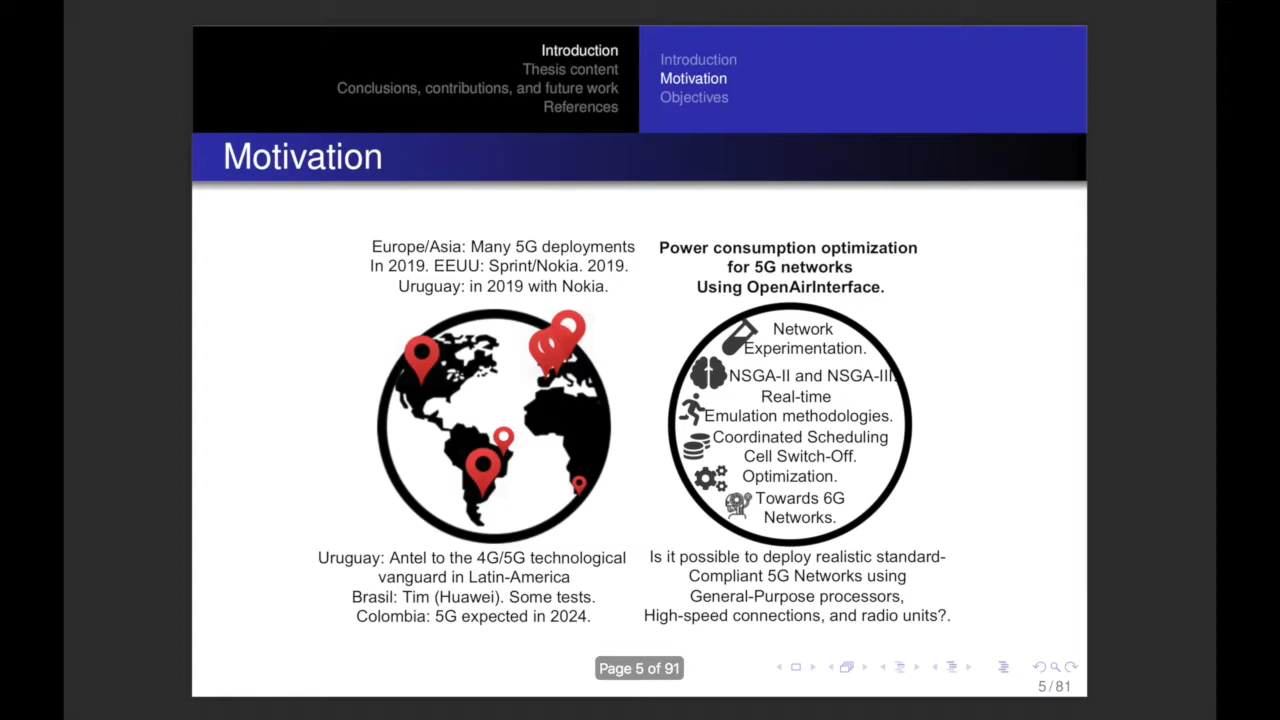 Introduction
Thesis content
Conclusions, contributions, and future work
References
Introduction
Motivation
Objectives
Motivation
Europe/Asia: Many 5G deployments
In 2019. EEUU: Sprint/Nokia. 2019.
Uruguay: in 2019 with Nokia.
Uruguay: Antel to the 4G/5G technological
vanguard in Latin-America
Brasil: Tim (Huawei). Some tests.
Colombia: 5G expected in 2024.
Power consumption optimization
for 5G networks
Using OpenAirInterface.
Network
Experimentation.
NSGA-II and NSGA-III.
Real-time
Emulation methodologies.
Coordinated Scheduling
Cell Switch-Off.
Optimization.
Towards 6G
Networks.
Is it possible to deploy realistic standard-
Compliant 5G Networks using
General-Purpose processors,
High-speed connections, and radio units?.
Page 5 of 91
5 / 81